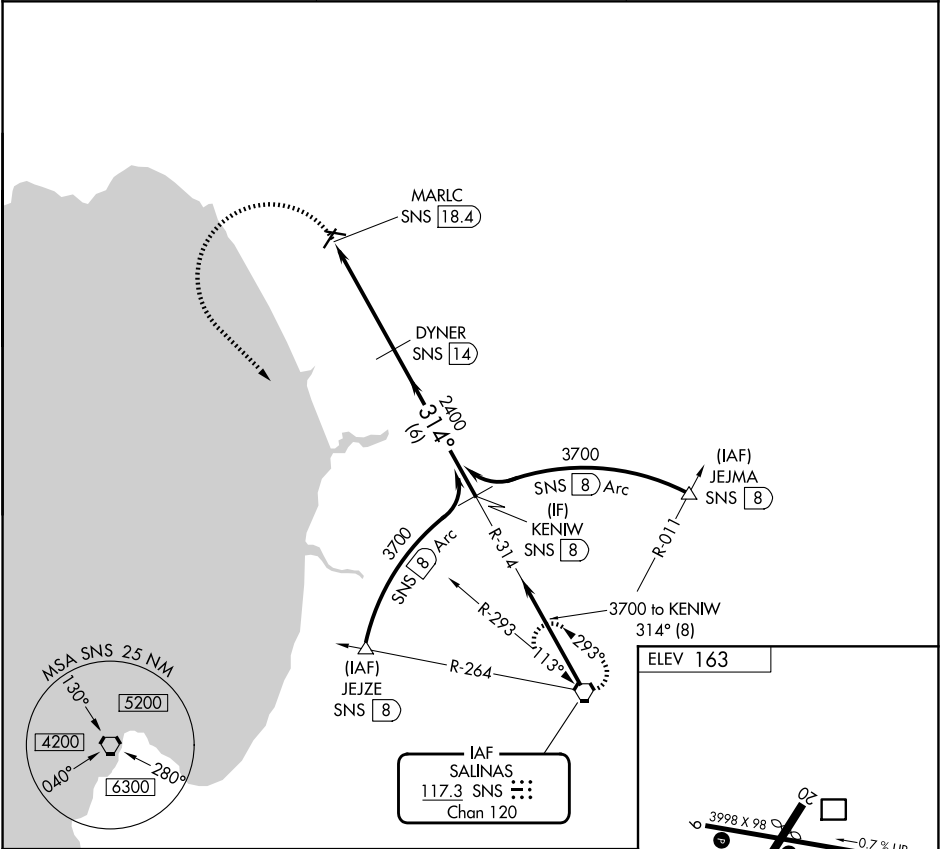 MARLC
SNS 18.4
DYNER
SNS 14
2400
314°
(6)
3700
SNS 8 Arc
(IAF)
JEJMA
SNS 8
(IF)
KENIW
SNS 8
3700
SNS 8 Arc
R-314
R-011
R-293
113°
293°
3700 to KENIW
314° (8)
R-264
(IAF)
JEJZE
SNS 8
MSA SNS 25 NM
130°
5200
4200
040°
280°
6300
IAF
SALINAS
117.3 SNS
Chan 120
ELEV 163
20
9
3998 X 98
P
0.7% UP